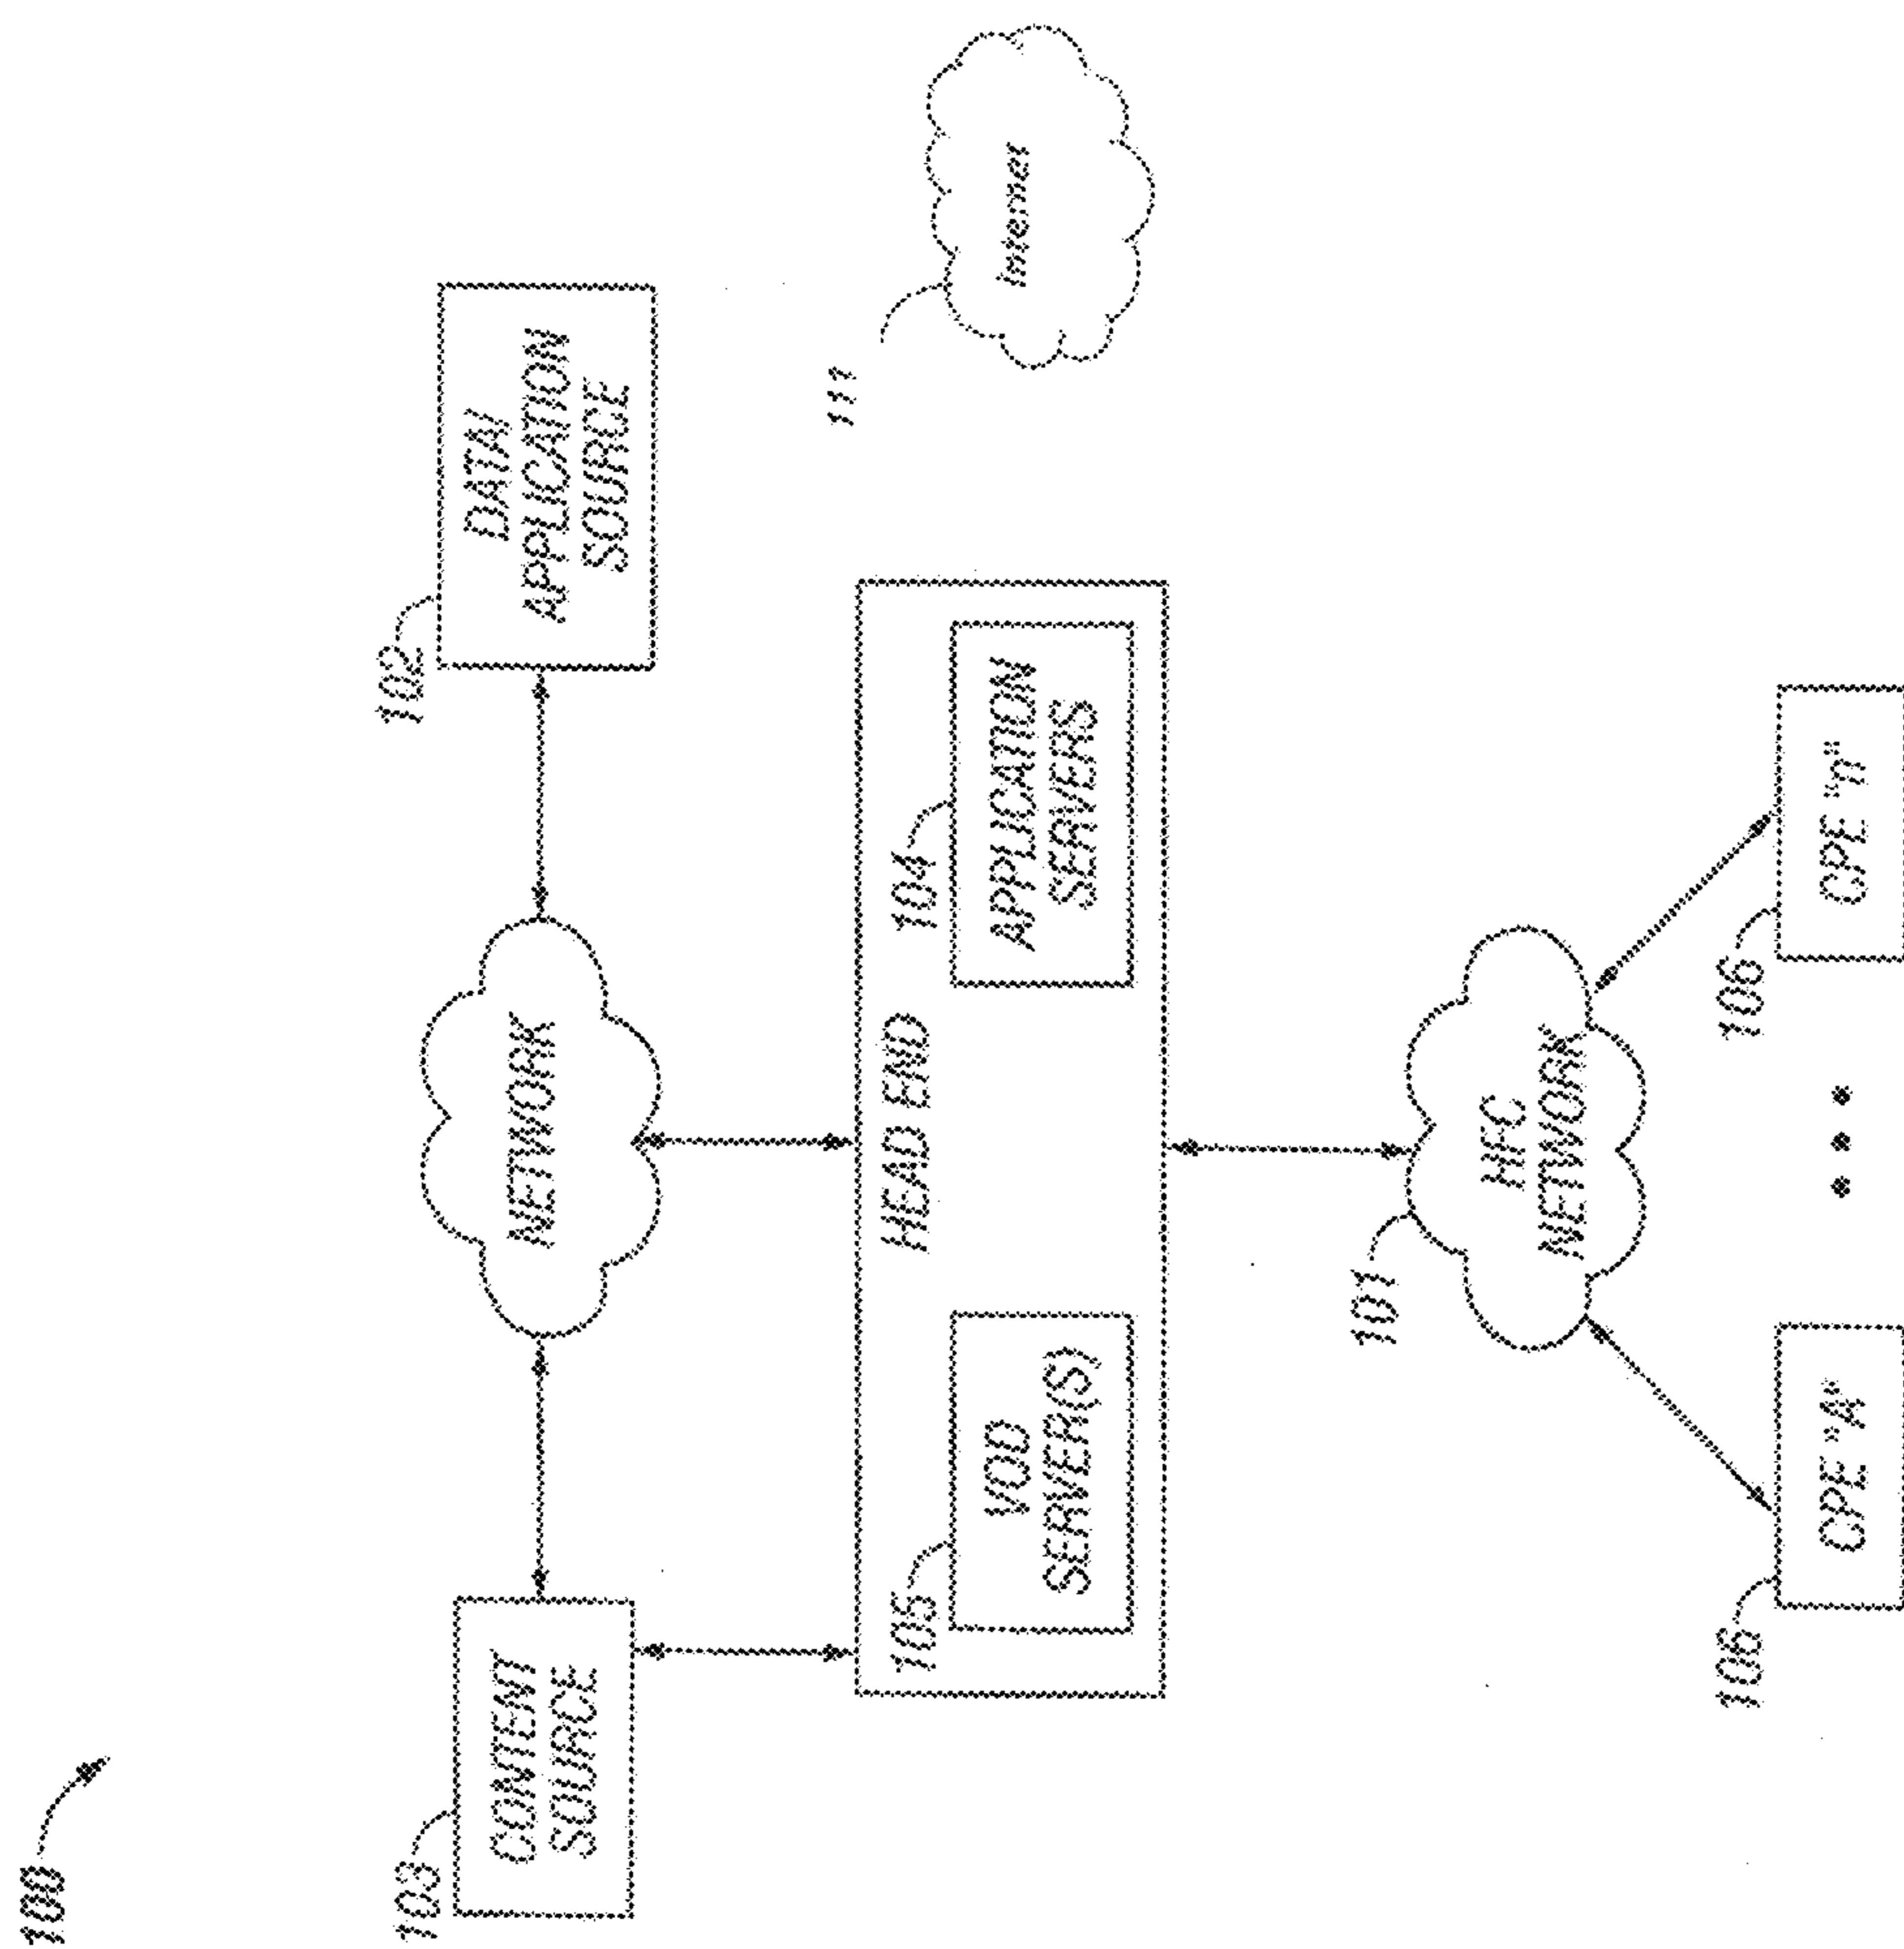 100
103
CONTENT
SOURCE
NETWORK
102
DATA/
APPLICATION
SOURCE
111
Internet
HEAD END
105
VOD
SERVER(S)
104
APPLICATION
SERVERS
101
HFC
NETWORK
106
CPE "A"
106
CPE "n"